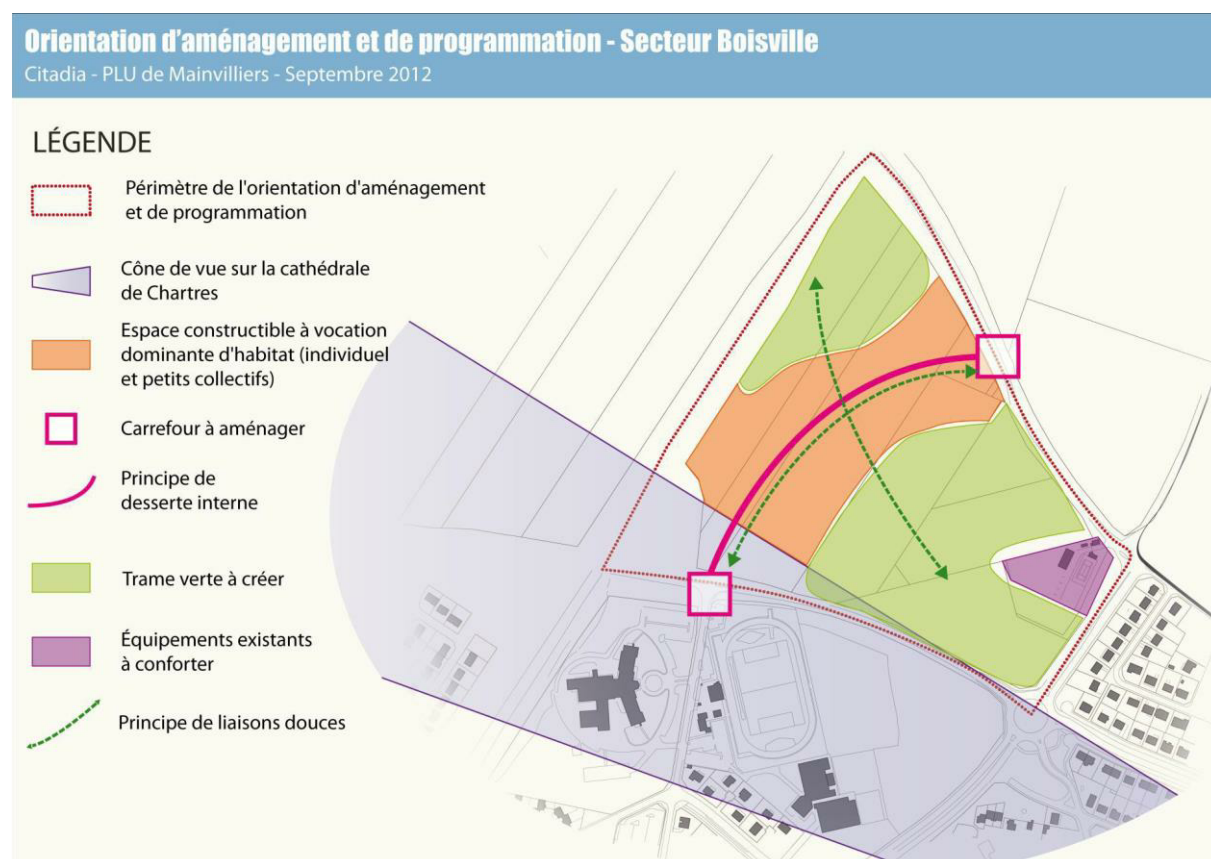 Orientation d'aménagement et de programmation - Secteur Boisville
Citadia - PLU de Mainvilliers - Septembre 2012
LÉGENDE
Périmètre de l'orientation d'aménagement
et de programmation
Cône de vue sur la cathédrale
de Chartres
Espace constructible à vocation
dominante d'habitat (individuel
et petits collectifs)
Carrefour à aménager
Principe de
desserte interne
Trame verte à créer
Équipements existants
à conforter
Principe de liaisons douces